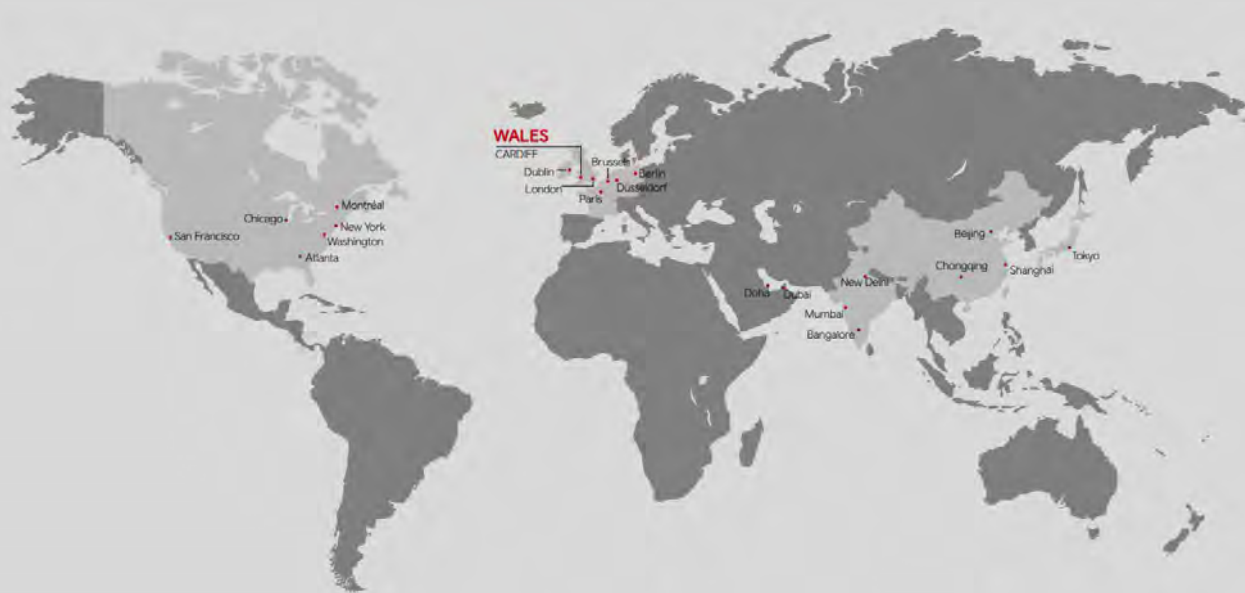 WALES
CARDIFF
Dublin
London
Brussels
Berlin
Düsseldorf
Paris
Montréal
Chicago
New York
San Francisco
Washington
Atlanta
Beijing
Tokyo
Chongqing
Shanghai
New Delhi
Doha
Dubai
Mumbai
Bangalore